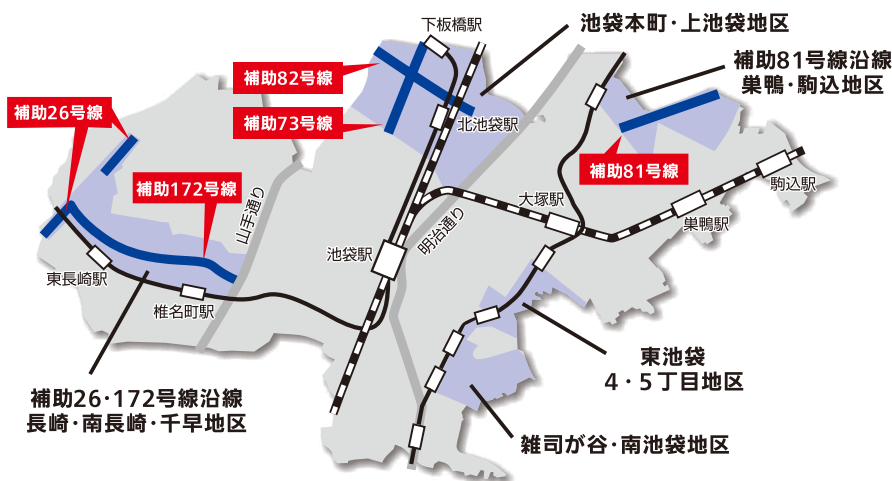 下板橋駅
池袋本町・上池袋地区
補助81号線沿線
巣鴨・駒込地区
補助82号線
補助73号線
北池袋駅
補助26号線
補助81号線
補助172号線
山手通り
大塚駅
駒込駅
巣鴨駅
明治通り
池袋駅
東長崎駅
椎名町駅
東池袋
4・5丁目地区
補助26・172号線沿線
長崎・南長崎・千早地区
雑司が谷・南池袋地区